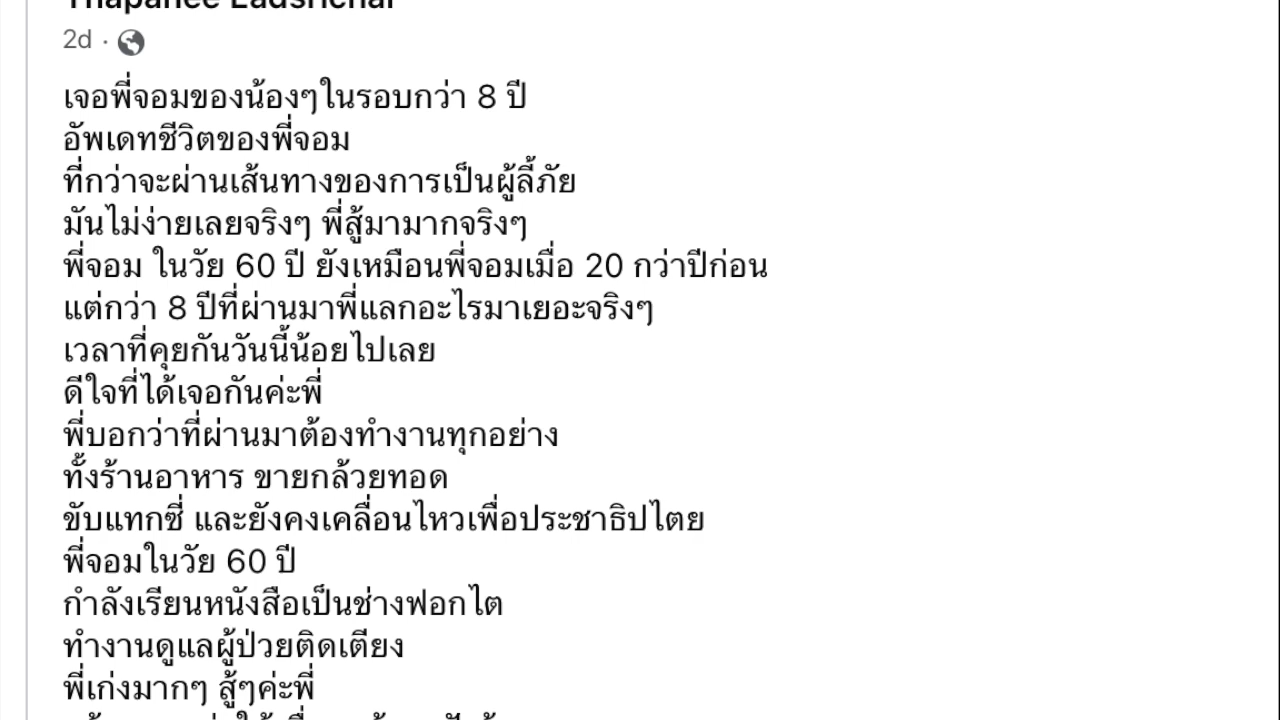 Thapanee Eadsrichai
2d ·
เจอพี่จอมของน้องๆในรอบกว่า 8 ปี
อัพเดทชีวิตของพี่จอม
ที่กว่าจะผ่านเส้นทางของการเป็นผู้ลี้ภัย
มันไม่ง่ายเลยจริงๆ พี่สู้มามากจริงๆ
พี่จอม ในวัย 60 ปี ยังเหมือนพี่จอมเมื่อ 20 กว่าปีก่อน
แต่กว่า 8 ปีที่ผ่านมาพี่แลกอะไรมาเยอะจริงๆ
เวลาที่คุยกันวันนี้น้อยไปเลย
ดีใจที่ได้เจอกันค่ะพี่
พี่บอกว่าที่ผ่านมาต้องทำงานทุกอย่าง
ทั้งร้านอาหาร ขายกล้วยทอด
ขับแทกซี่ และยังคงเคลื่อนไหวเพื่อประชาธิปไตย
พี่จอมในวัย 60 ปี
กำลังเรียนหนังสือเป็นช่างฟอกไต
ทำงานดูแลผู้ป่วยติดเตียง
พี่เก่งมากๆ สู้ๆค่ะพี่